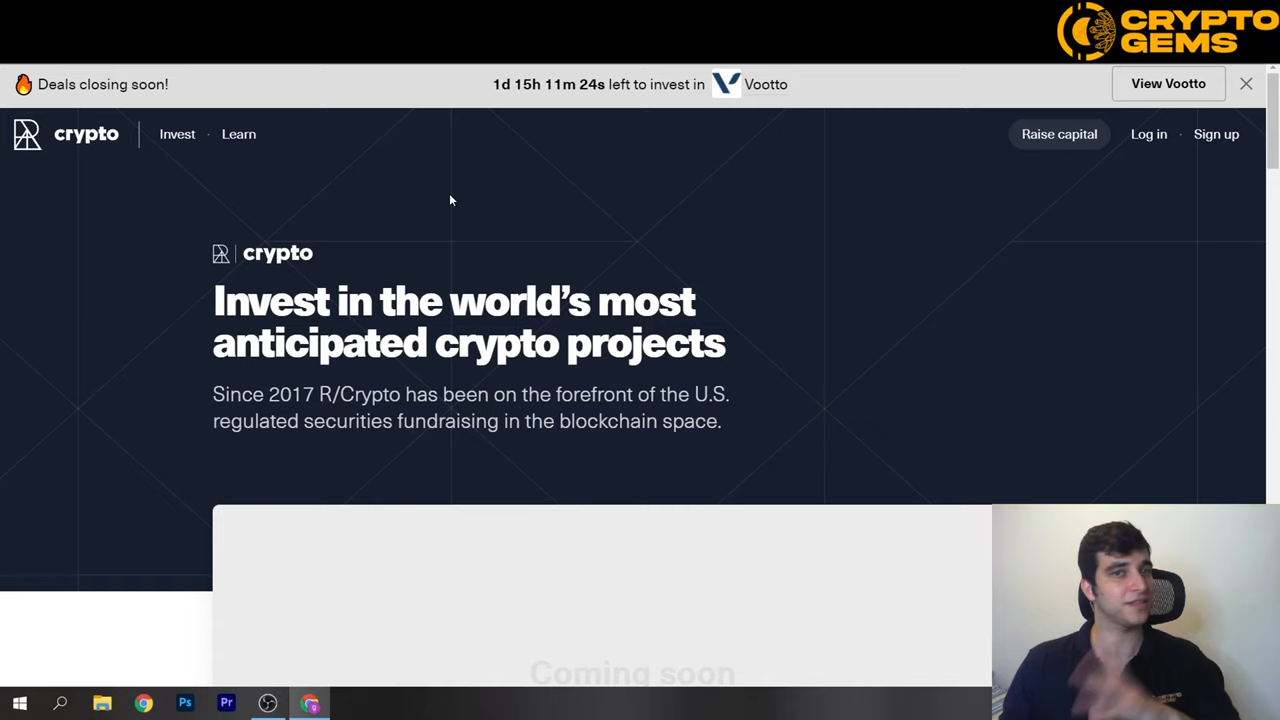 CRYPTO
GEMS
Deals closing soon!
1d 15h 11m 24s left to invest in Vootto
View Vootto
crypto
Invest · Learn
Raise capital
Log in · Sign up
crypto
Invest in the world's most
anticipated crypto projects
Since 2017 R/Crypto has been on the forefront of the U.S.
regulated securities fundraising in the blockchain space.
Coming soon
Ps
Pr